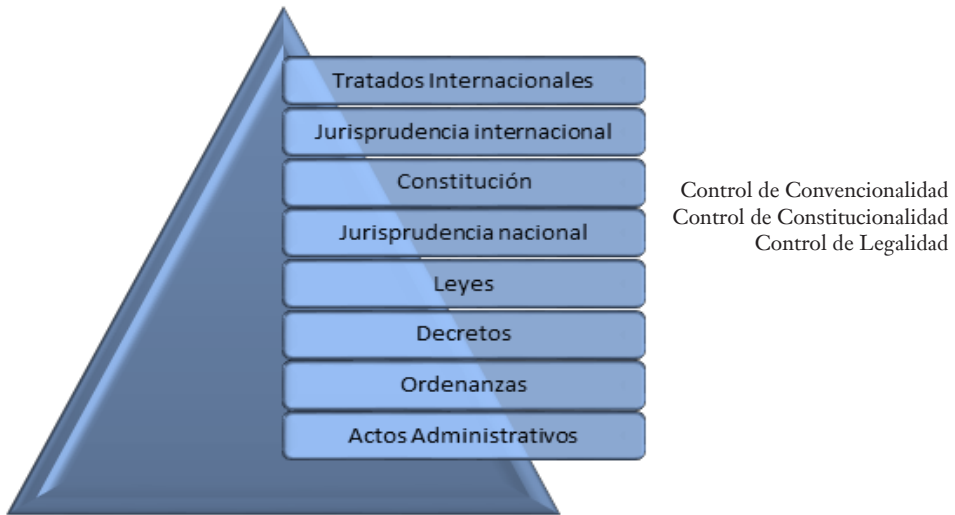 Tratados Internacionales
Jurisprudencia internacional
Constitución
Jurisprudencia nacional
Leyes
Decretos
Ordenanzas
Actos Administrativos
Control de Convencionalidad
Control de Constitucionalidad
Control de Legalidad